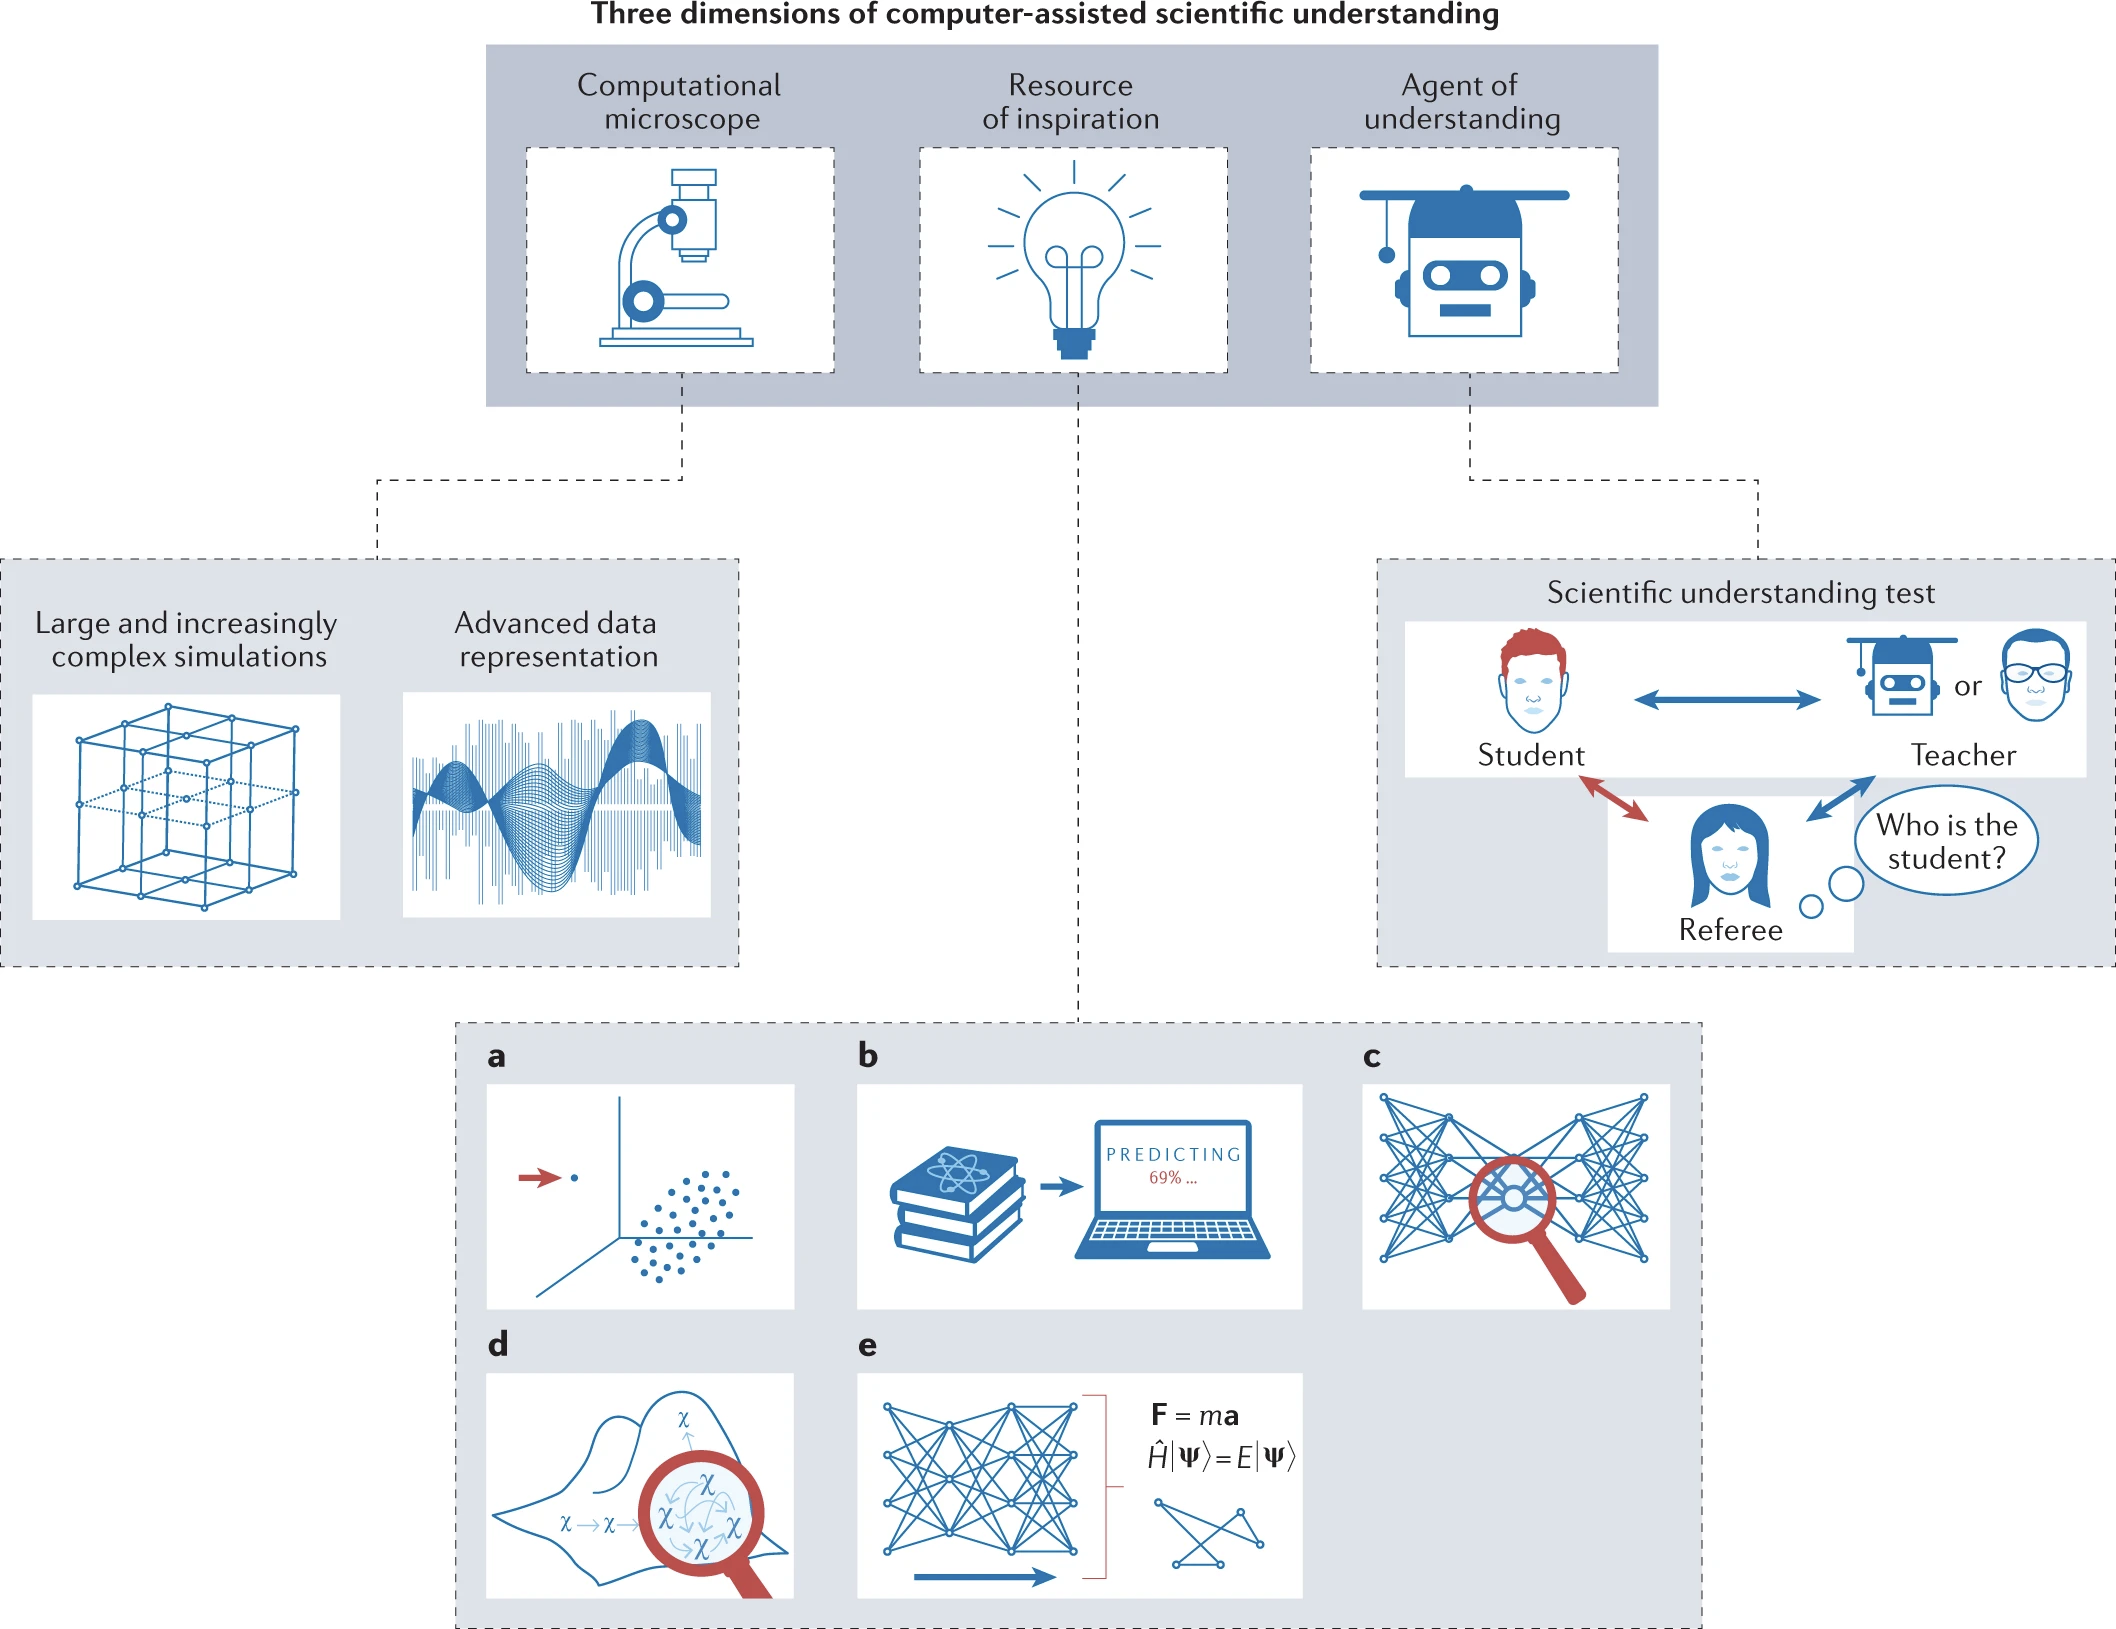 Three dimensions of computer-assisted scientific understanding
Computational
microscope
Resource
of inspiration
Agent of
understanding
Large and increasingly
complex simulations
Advanced data
representation
Scientific understanding test
or
Student
Teacher
Who is the
student?
Referee
a
b
c
PREDICTING
69% ...
d
e
F = ma
Ĥ|Ψ⟩=E|Ψ⟩
χ
χ
χ → χ →
χ
χ
χ